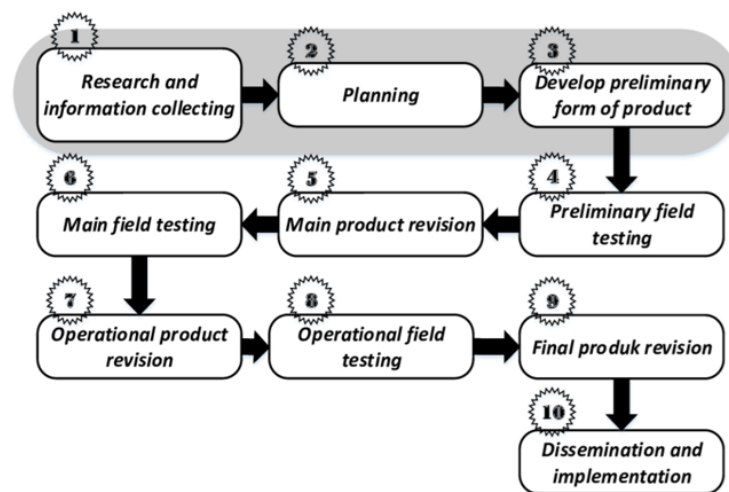 1
Research and
information collecting
2
Planning
3
Develop preliminary
form of product
4
Preliminary field
testing
5
Main product revision
6
Main field testing
7
Operational product
revision
8
Operational field
testing
9
Final produk revision
10
Dissemination and
implementation